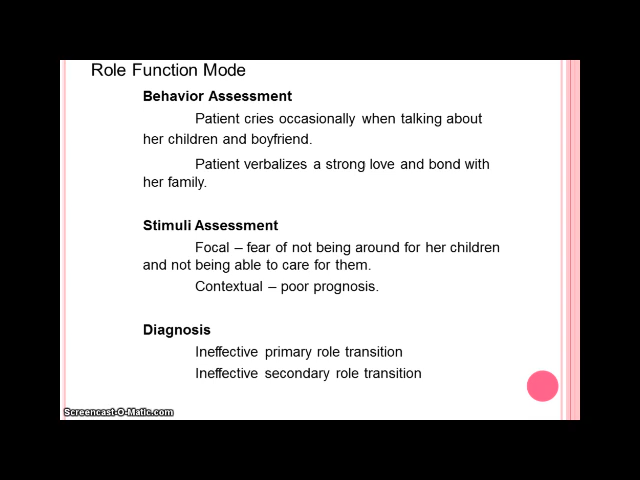 Role Function Mode
Behavior Assessment
Patient cries occasionally when talking about
her children and boyfriend.
Patient verbalizes a strong love and bond with
her family.
Stimuli Assessment
Focal – fear of not being around for her children
and not being able to care for them.
Contextual – poor prognosis.
Diagnosis
Ineffective primary role transition
Ineffective secondary role transition
Screencast-O-Matic.com